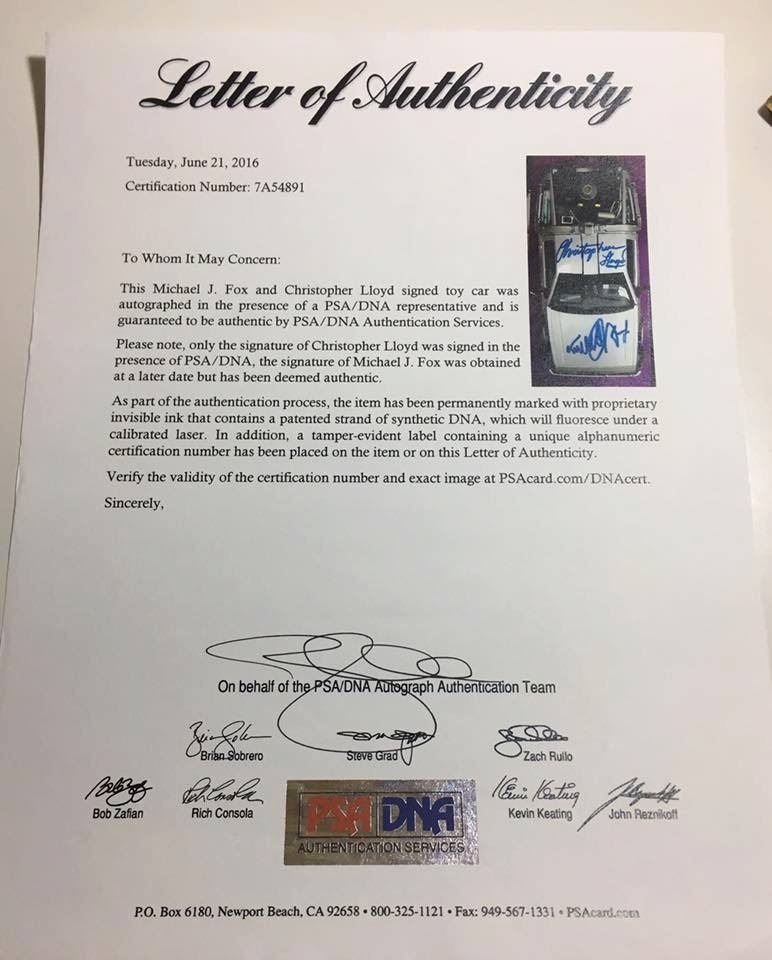 Letter of Authenticity
Tuesday, June 21, 2016
Certification Number: 7A54891
To Whom It May Concern:
This Michael J. Fox and Christopher Lloyd signed toy car was
autographed in the presence of a PSA/DNA representative and is
guaranteed to be authentic by PSA/DNA Authentication Services.
Christopher
Lloyd
Please note, only the signature of Christopher Lloyd was signed in the
presence of PSA/DNA, the signature of Michael J. Fox was obtained
at a later date but has been deemed authentic.
As part of the authentication process, the item has been permanently marked with proprietary
invisible ink that contains a patented strand of synthetic DNA, which will fluoresce under a
calibrated laser. In addition, a tamper-evident label containing a unique alphanumeric
certification number has been placed on the item or on this Letter of Authenticity.
Verify the validity of the certification number and exact image at PSAcard.com/DNAcert.
Sincerely,
On behalf of the PSA/DNA Autograph Authentication Team
Brian Sobrero Steve Grad Zach Rullo
Kevin Keating
Bob Zafian Rich Consola Kevin Keating John Reznikoff
PSA DNA
AUTHENTICATION SERVICES
P.O. Box 6180, Newport Beach, CA 92658 • 800-325-1121 • Fax: 949-567-1331 • PSAcard.com